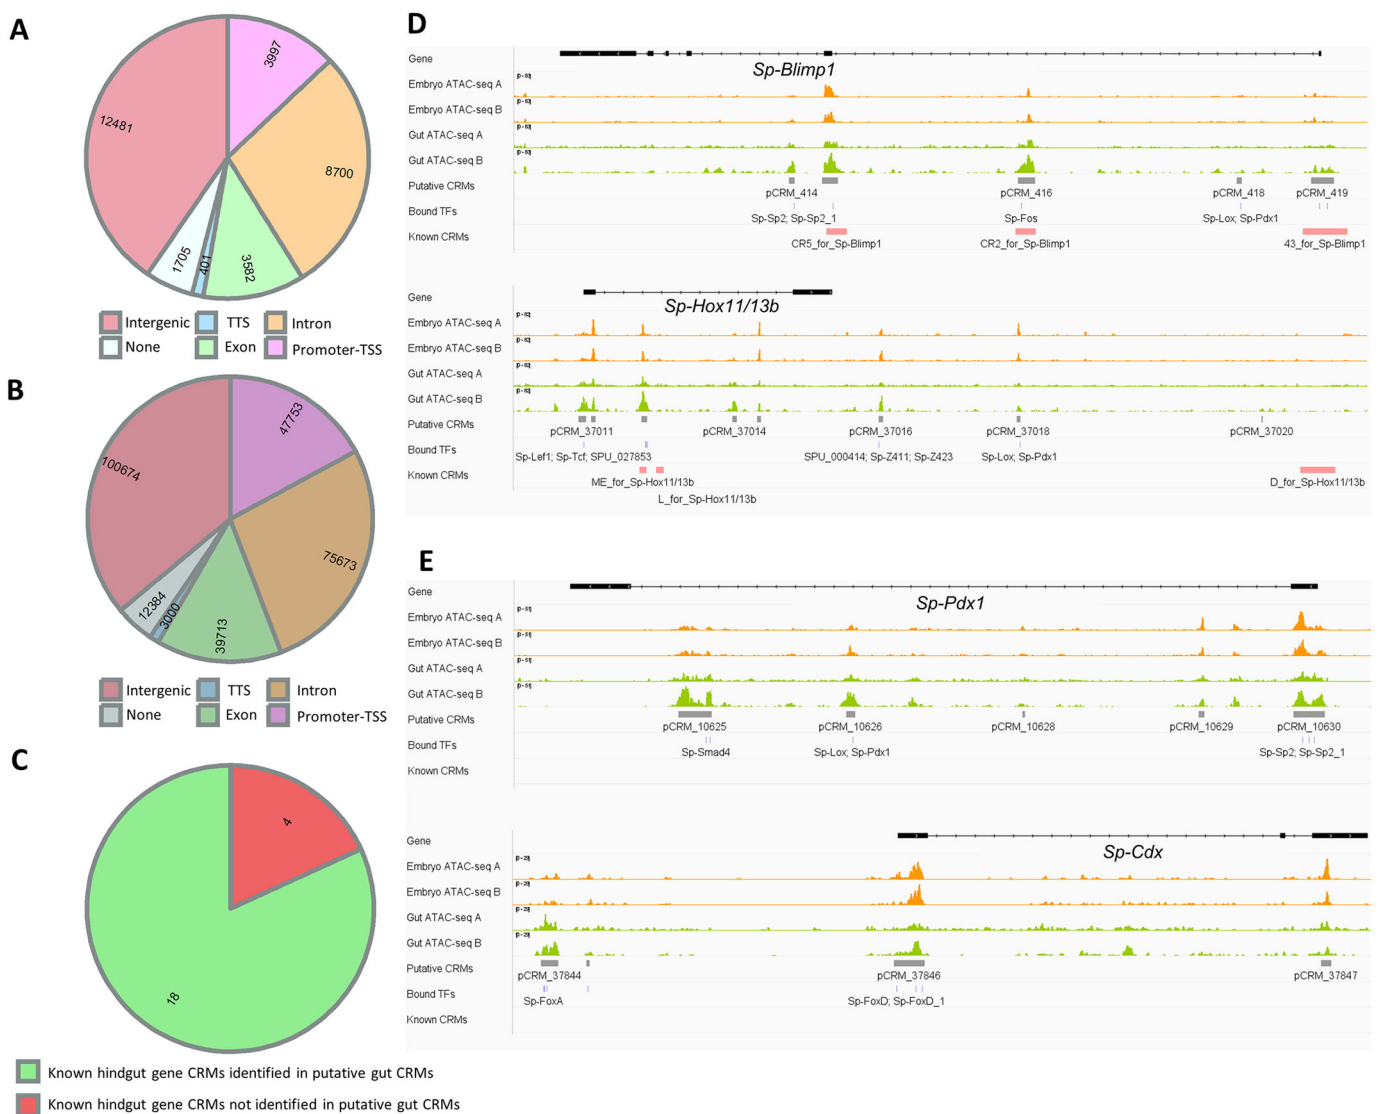 A
3997
12481
8700
1705
401
3582
Intergenic TTS Intron
None Exon Promoter-TSS
B
47753
100674
75673
12384
3000
39713
Intergenic TTS Intron
None Exon Promoter-TSS
C
4
18
Known hindgut gene CRMs identified in putative gut CRMs
Known hindgut gene CRMs not identified in putative gut CRMs
D
Gene
Sp-Blimp1
Embryo ATAC-seq A
Embryo ATAC-seq B
Gut ATAC-seq A
Gut ATAC-seq B
Putative CRMs
pCRM_414 pCRM_416 pCRM_418 pCRM_419
Bound TFs
Sp-Sp2; Sp-Sp2_1 Sp-Fos Sp-Lox; Sp-Pdx1
Known CRMs
CR5_for_Sp-Blimp1 CR2_for_Sp-Blimp1 43_for_Sp-Blimp1
Gene
Sp-Hox11/13b
Embryo ATAC-seq A
Embryo ATAC-seq B
Gut ATAC-seq A
Gut ATAC-seq B
Putative CRMs
pCRM_37011 pCRM_37014 pCRM_37016 pCRM_37018 pCRM_37020
Bound TFs
Sp-Lef1; Sp-Tcf; SPU_027853 SPU_000414; Sp-Z411; Sp-Z423 Sp-Lox; Sp-Pdx1
Known CRMs
ME_for_Sp-Hox11/13b D_for_Sp-Hox11/13b
L_for_Sp-Hox11/13b
E
Gene
Sp-Pdx1
Embryo ATAC-seq A
Embryo ATAC-seq B
Gut ATAC-seq A
Gut ATAC-seq B
Putative CRMs
pCRM_10625 pCRM_10626 pCRM_10628 pCRM_10629 pCRM_10630
Bound TFs
Sp-Smad4 Sp-Lox; Sp-Pdx1 Sp-Sp2; Sp-Sp2_1
Known CRMs
Gene
Sp-Cdx
Embryo ATAC-seq A
Embryo ATAC-seq B
Gut ATAC-seq A
Gut ATAC-seq B
Putative CRMs
pCRM_37844 pCRM_37846 pCRM_37847
Bound TFs
Sp-FoxA Sp-FoxD; Sp-FoxD_1
Known CRMs